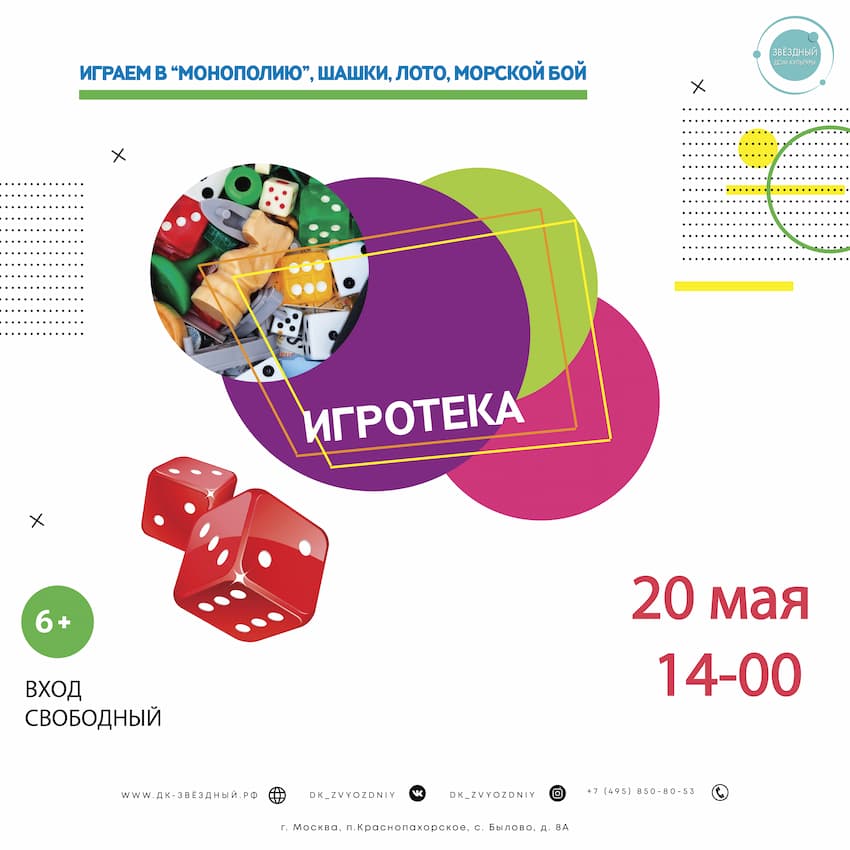 ЗВЁЗДНЫЙ
ДОМ КУЛЬТУРЫ
ИГРАЕМ В “МОНОПОЛИЮ”, ШАШКИ, ЛОТО, МОРСКОЙ БОЙ
ИГРОТЕКА
6+
ВХОД
СВОБОДНЫЙ
20 мая
14-00
WWW.ДК-ЗВЁЗДНЫЙ.РФ DK_ZVYOZDNIY DK_ZVYOZDNIY +7 (495) 850-80-53
г. Москва, п.Краснопахорское, с. Былово, д. 8А